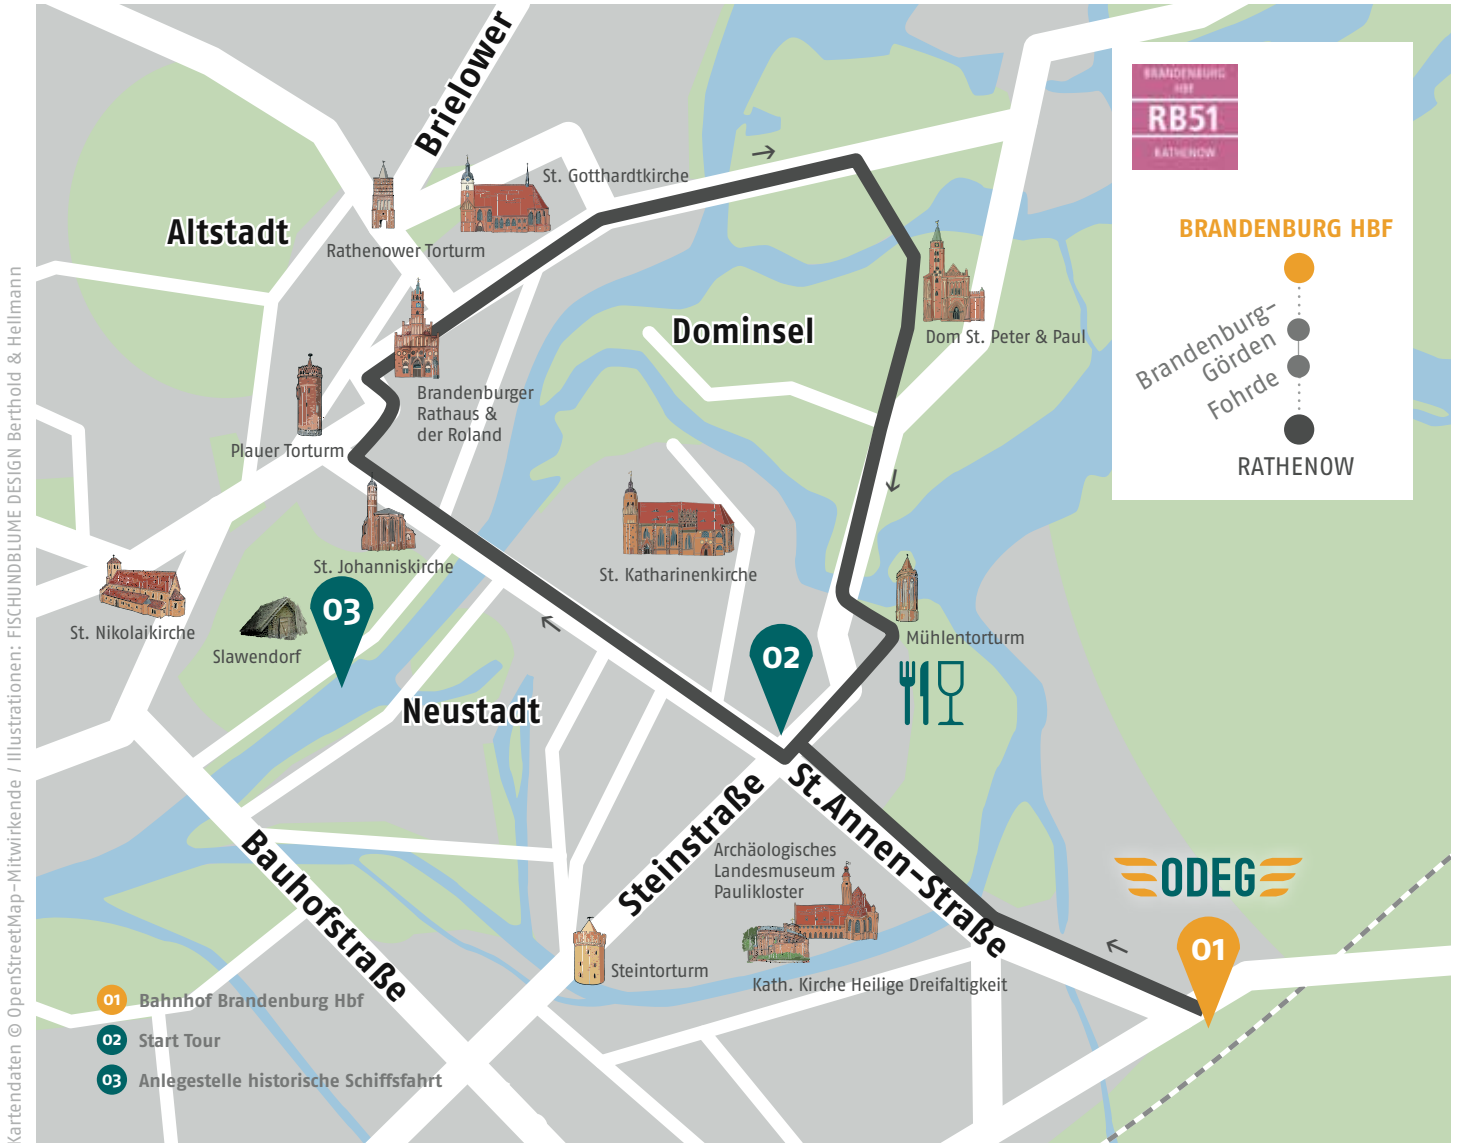 Brielower
BRANDENBURG
HBF
RB51
RATHENOW
BRANDENBURG HBF
Brandenburg-
Görden
Fohrde
RATHENOW
St. Gotthardtkirche
Altstadt
Rathenower Torturm
Dominsel
Dom St. Peter & Paul
Brandenburger
Rathaus &
der Roland
Plauer Torturm
St. Johanniskirche
St. Katharinenkirche
St. Nikolaikirche
Slawendorf
03
02
Mühlentorturm
Neustadt
Steinstraße
St. Annen-Straße
Bauhofstraße
Archäologisches
Landesmuseum
Paulikloster
ODEG
01
Steintorturm
Kath. Kirche Heilige Dreifaltigkeit
01 Bahnhof Brandenburg Hbf
02 Start Tour
03 Anlegestelle historische Schiffsfahrt
Kartendaten © OpenStreetMap-Mitwirkende / Illustrationen: FISCHUNDBLUME DESIGN Berthold & Hellmann